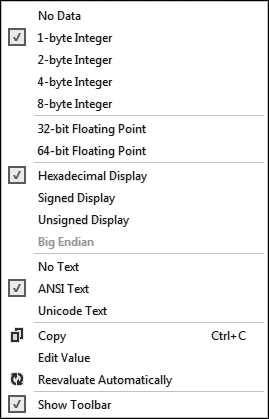 No Data
1-byte Integer
2-byte Integer
4-byte Integer
8-byte Integer
32-bit Floating Point
64-bit Floating Point
Hexadecimal Display
Signed Display
Unsigned Display
Big Endian
No Text
ANSI Text
Unicode Text
Copy Ctrl+C
Edit Value
Reevaluate Automatically
Show Toolbar